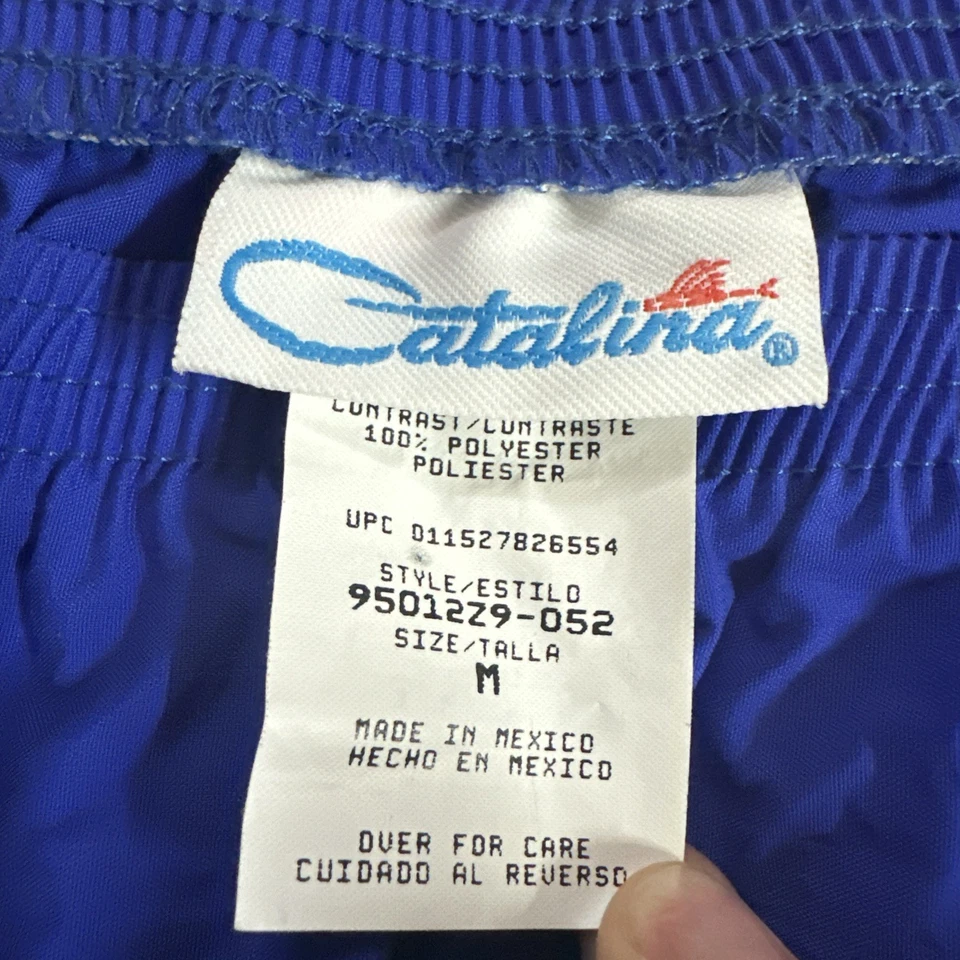 Catalina®
CONTRAST/CONTRASTE
100% POLYESTER
POLIESTER
UPC 011527826554
STYLE/ESTILO
95012Z9-052
SIZE/TALLA
M
MADE IN MEXICO
HECHO EN MEXICO
OVER FOR CARE
CUIDADO AL REVERSO